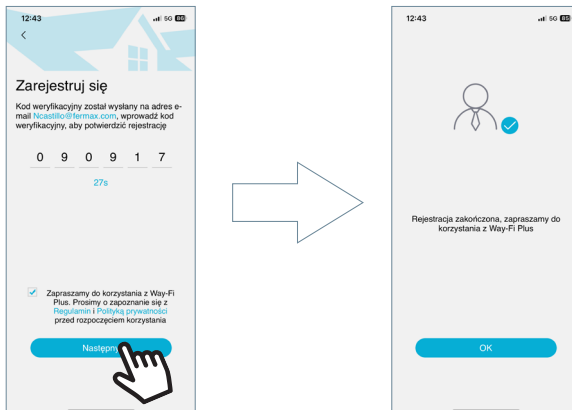 12:43
5G 86
Zarejestruj się
Kod weryfikacyjny został wysłany na adres e-
mail Ncastillo@fermax.com, wprowadź kod
weryfikacyjny, aby potwierdzić rejestrację
0 9 0 9 1 7
27s
Zapraszamy do korzystania z Way-Fi
Plus. Prosimy o zapoznanie się z
Regulamin i Polityką prywatności
przed rozpoczęciem korzystania
12:43
5G
Rejestracja zakończona, zapraszamy do
korzystania z Way-Fi Plus
OK